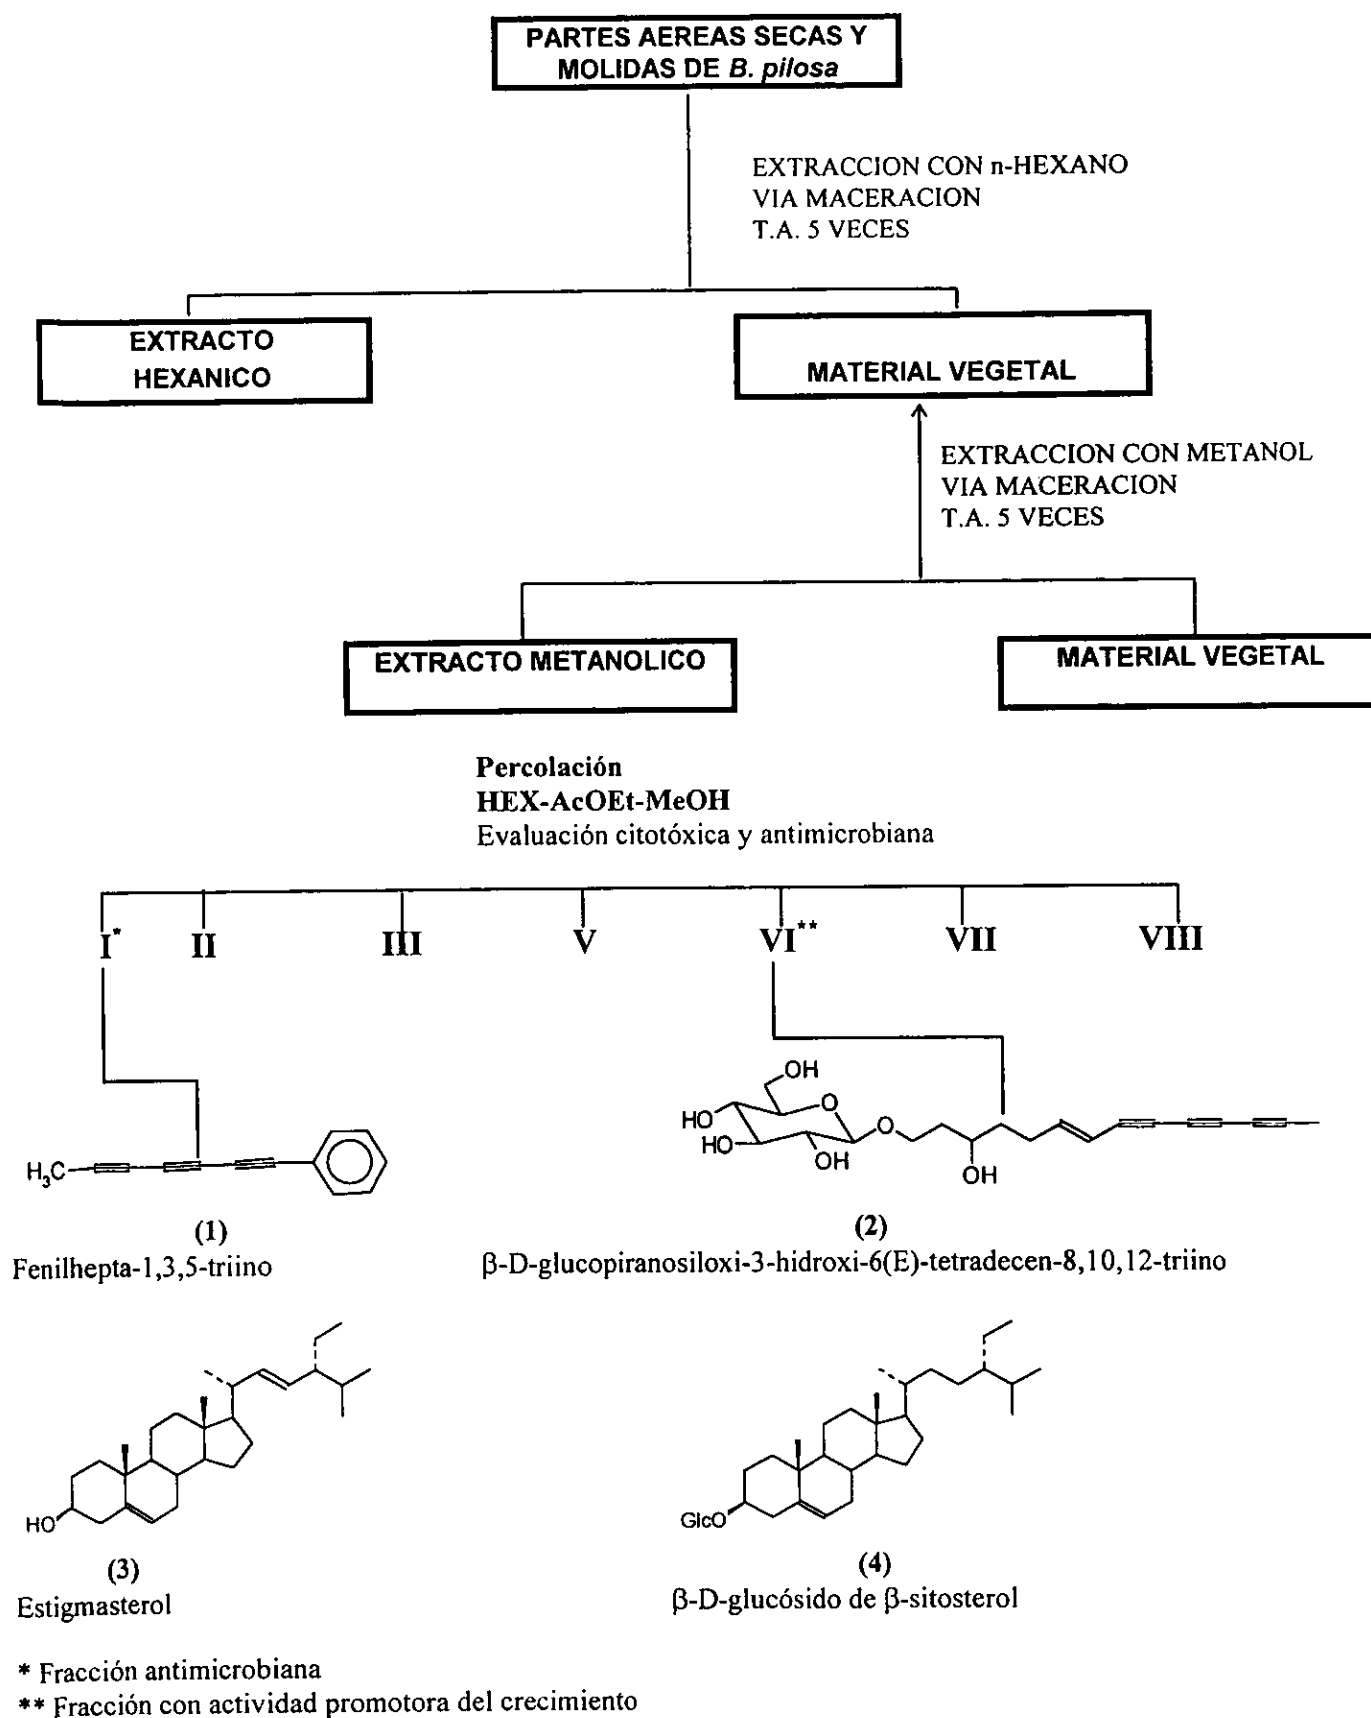 PARTES AEREAS SECAS Y
MOLIDAS DE B. pilosa
EXTRACCION CON n-HEXANO
VIA MACERACION
T.A. 5 VECES
EXTRACTO
HEXANICO
MATERIAL VEGETAL
EXTRACCION CON METANOL
VIA MACERACION
T.A. 5 VECES
EXTRACTO METANOLICO
MATERIAL VEGETAL
Percolación
HEX-AcOEt-MeOH
Evaluación citotóxica y antimicrobiana
I* II III V VI** VII VIII
OH
O
HO
HO
HO
OH
O
OH
H₃C
(1)
Fenilhepta-1,3,5-triino
(2)
β-D-glucopiranosiloxi-3-hidroxi-6(E)-tetradecen-8,10,12-triino
HO
(3)
Estigmasterol
GlcO
(4)
β-D-glucósido de β-sitosterol
* Fracción antimicrobiana
** Fracción con actividad promotora del crecimiento